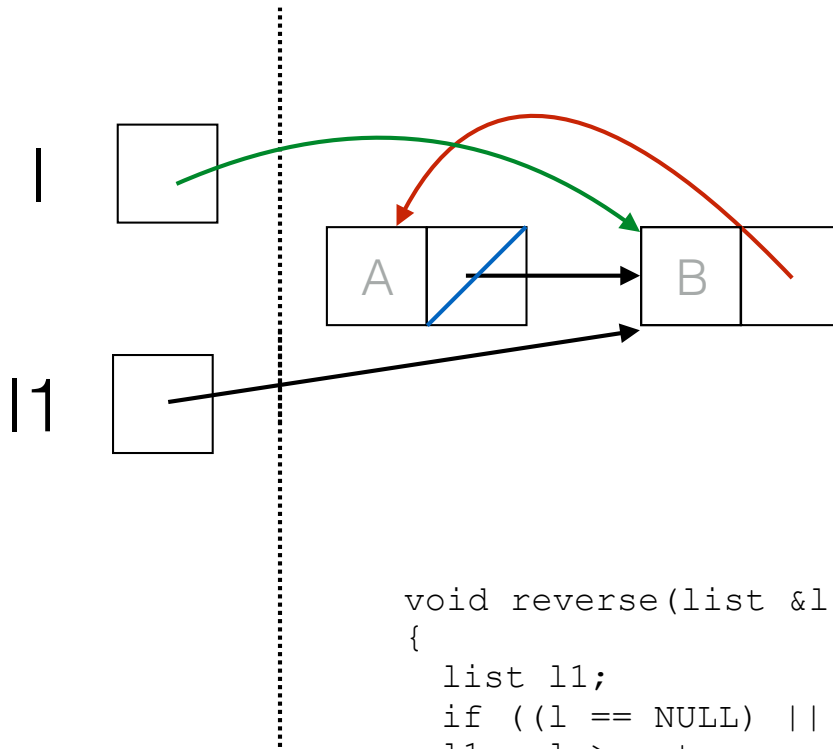 l
A B
l1
void reverse(list &l
{
list l1;
if ((l == NULL) ||